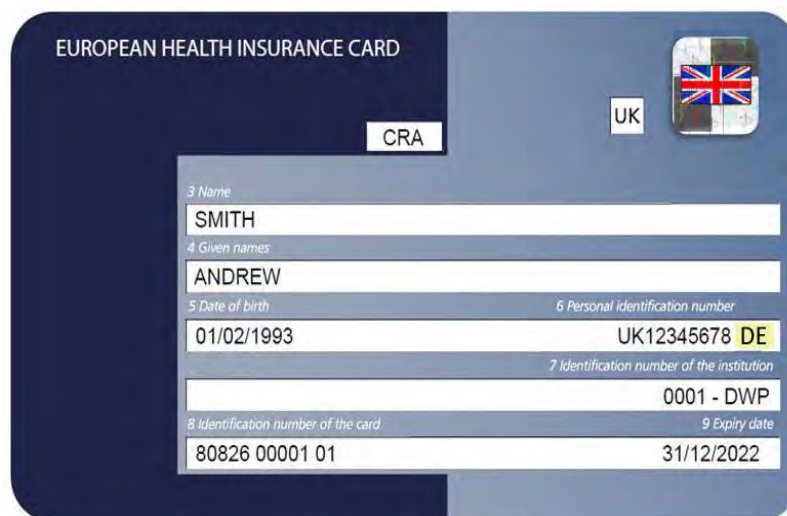 EUROPEAN HEALTH INSURANCE CARD
UK
CRA
3 Name
SMITH
4 Given names
ANDREW
5 Date of birth 6 Personal identification number
01/02/1993 UK12345678 DE
7 Identification number of the institution
0001 - DWP
8 Identification number of the card 9 Expiry date
80826 00001 01 31/12/2022